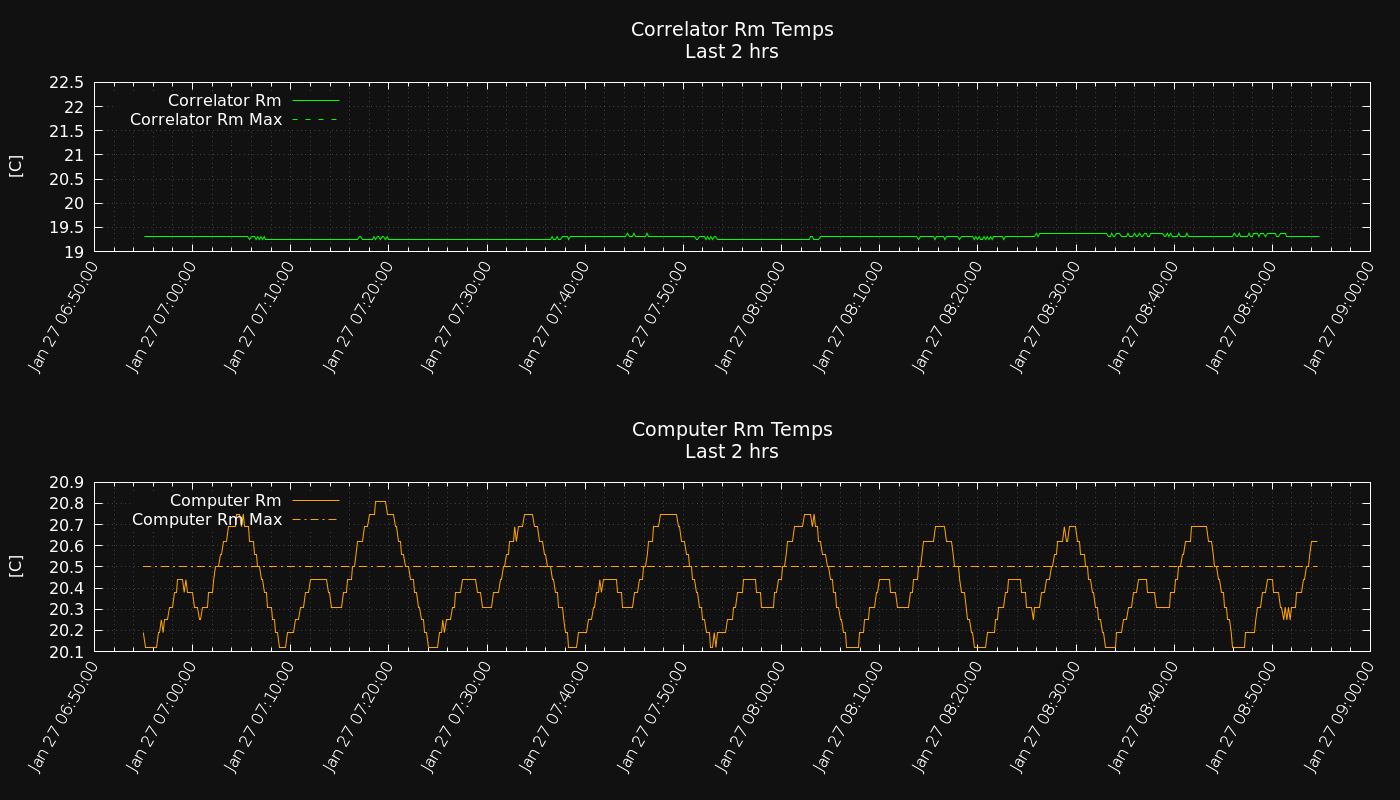 Correlator Rm Temps
Last 2 hrs
[C]
22.5
22
21.5
21
20.5
20
19.5
19
Correlator Rm
Correlator Rm Max
Jan 27 06:50:00
Jan 27 07:00:00
Jan 27 07:10:00
Jan 27 07:20:00
Jan 27 07:30:00
Jan 27 07:40:00
Jan 27 07:50:00
Jan 27 08:00:00
Jan 27 08:10:00
Jan 27 08:20:00
Jan 27 08:30:00
Jan 27 08:40:00
Jan 27 08:50:00
Jan 27 09:00:00
Computer Rm Temps
Last 2 hrs
[C]
20.9
20.8
20.7
20.6
20.5
20.4
20.3
20.2
20.1
Computer Rm
Computer Rm Max
Jan 27 06:50:00
Jan 27 07:00:00
Jan 27 07:10:00
Jan 27 07:20:00
Jan 27 07:30:00
Jan 27 07:40:00
Jan 27 07:50:00
Jan 27 08:00:00
Jan 27 08:10:00
Jan 27 08:20:00
Jan 27 08:30:00
Jan 27 08:40:00
Jan 27 08:50:00
Jan 27 09:00:00